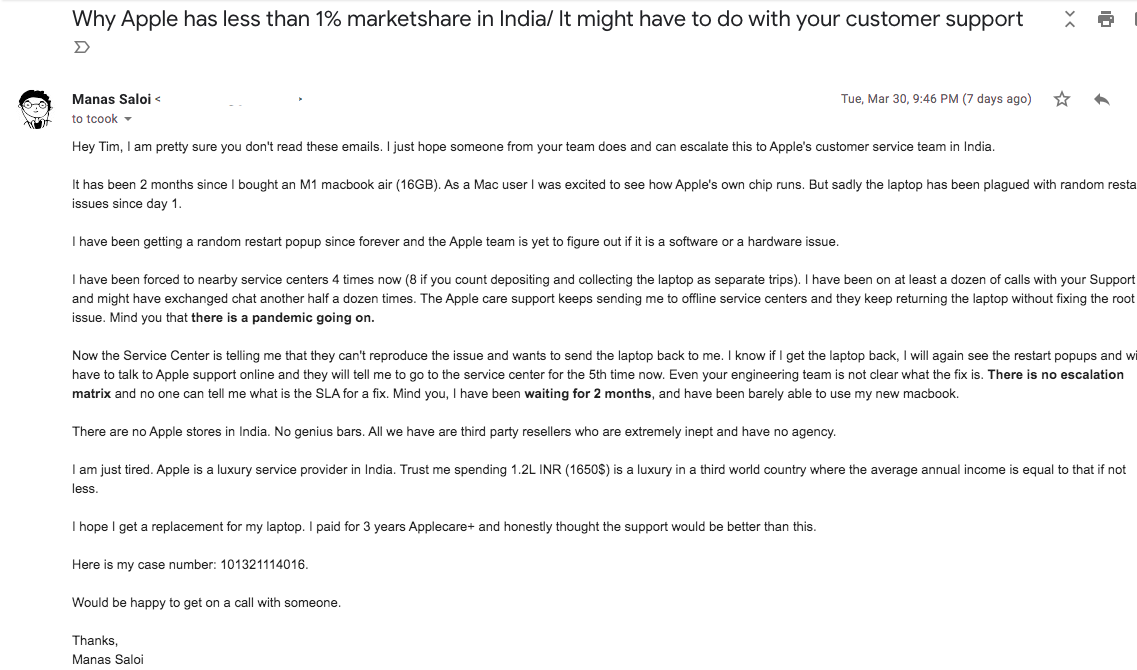 Why Apple has less than 1% marketshare in India/ It might have to do with your customer support
Manas Saloi <
Tue, Mar 30, 9:46 PM (7 days ago)
to tcook
Hey Tim, I am pretty sure you don't read these emails. I just hope someone from your team does and can escalate this to Apple's customer service team in India.
It has been 2 months since I bought an M1 macbook air (16GB). As a Mac user I was excited to see how Apple's own chip runs. But sadly the laptop has been plagued with random resta
issues since day 1.
I have been getting a random restart popup since forever and the Apple team is yet to figure out if it is a software or a hardware issue.
I have been forced to nearby service centers 4 times now (8 if you count depositing and collecting the laptop as separate trips). I have been on at least a dozen of calls with your Support
and might have exchanged chat another half a dozen times. The Apple care support keeps sending me to offline service centers and they keep returning the laptop without fixing the root
issue. Mind you that there is a pandemic going on.
Now the Service Center is telling me that they can't reproduce the issue and wants to send the laptop back to me. I know if I get the laptop back, I will again see the restart popups and wi
have to talk to Apple support online and they will tell me to go to the service center for the 5th time now. Even your engineering team is not clear what the fix is. There is no escalation
matrix and no one can tell me what is the SLA for a fix. Mind you, I have been waiting for 2 months, and have been barely able to use my new macbook.
There are no Apple stores in India. No genius bars. All we have are third party resellers who are extremely inept and have no agency.
I am just tired. Apple is a luxury service provider in India. Trust me spending 1.2L INR (1650$) is a luxury in a third world country where the average annual income is equal to that if not
less.
I hope I get a replacement for my laptop. I paid for 3 years Applecare+ and honestly thought the support would be better than this.
Here is my case number: 101321114016.
Would be happy to get on a call with someone.
Thanks,
Manas Saloi